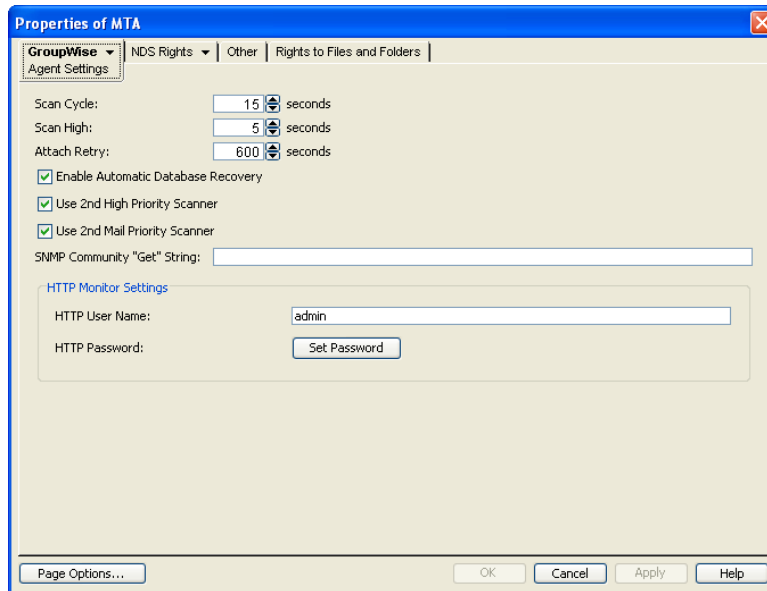 Properties of MTA
GroupWise NDS Rights Other Rights to Files and Folders
Agent Settings
Scan Cycle: 15 seconds
Scan High: 5 seconds
Attach Retry: 600 seconds
Enable Automatic Database Recovery
Use 2nd High Priority Scanner
Use 2nd Mail Priority Scanner
SNMP Community "Get" String:
HTTP Monitor Settings
HTTP User Name: admin
HTTP Password: Set Password
Page Options... OK Cancel Apply Help